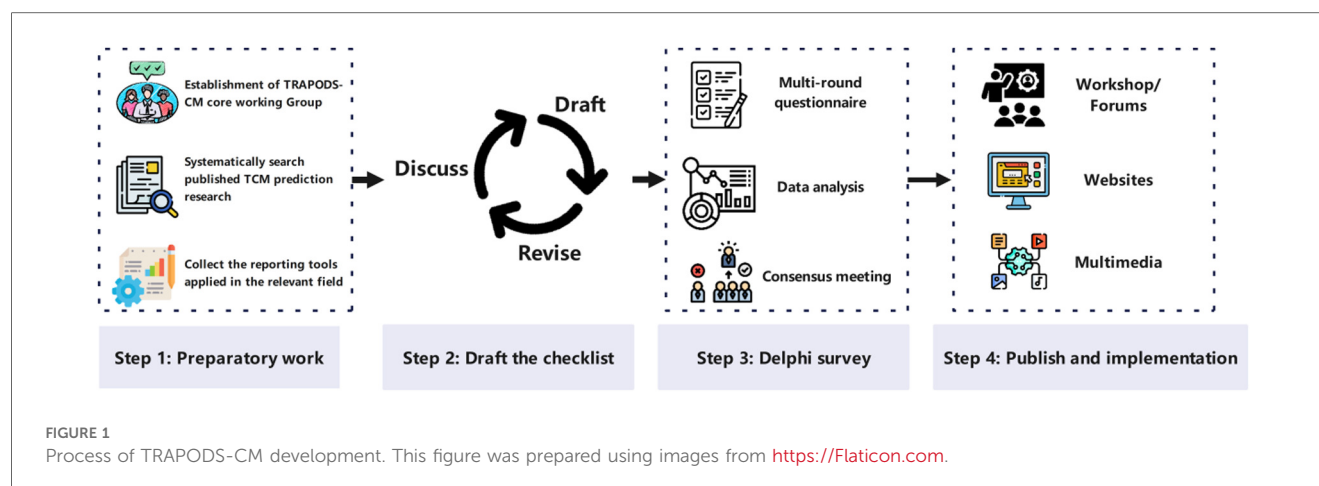 Establishment of TRAPODS-
CM core working Group
Systematically search
published TCM prediction
research
Collect the reporting tools
applied in the relevant field
Step 1: Preparatory work
Draft
Discuss
Revise
Step 2: Draft the checklist
Multi-round
questionnaire
Data analysis
Consensus meeting
Step 3: Delphi survey
Workshop/
Forums
Websites
Multimedia
Step 4: Publish and implementation
FIGURE 1
Process of TRAPODS-CM development. This figure was prepared using images from https://Flaticon.com.